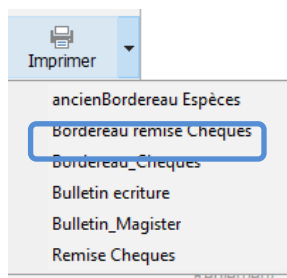 Imprimer
ancienBordereau Espèces
Bordereau remise Cheques
Bordereau_Cheques
Bulletin ecriture
Bulletin_Magister
Remise Cheques